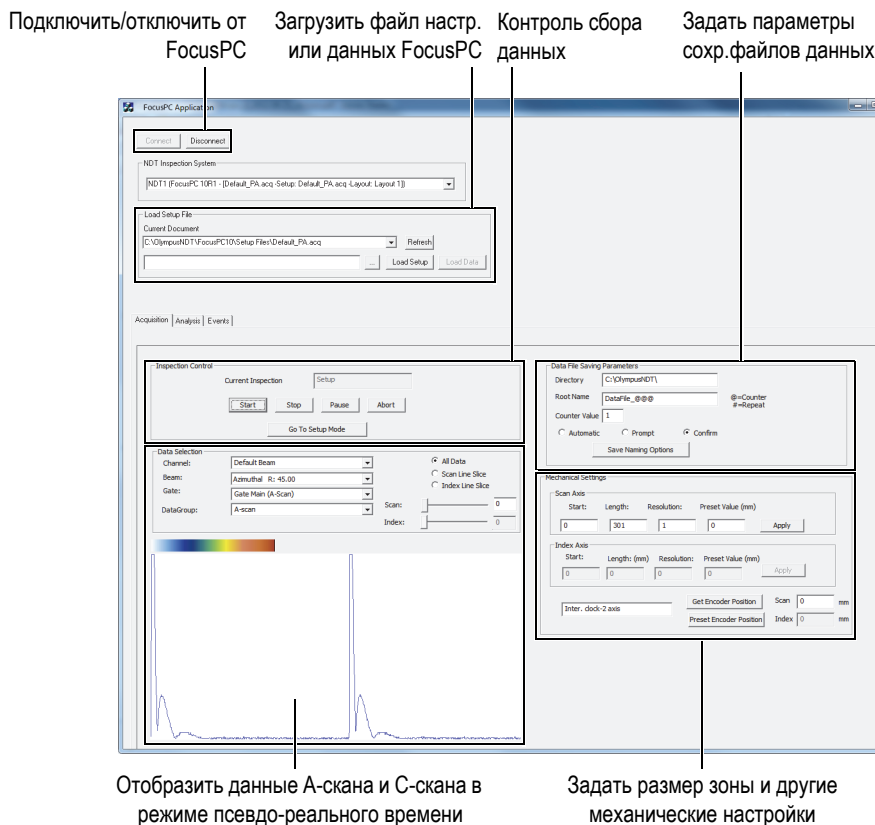 Подключить/отключить от
FocusPC
Загрузить файл настр.
или данных FocusPC
Контроль сбора
данных
Задать параметры
сохр.файлов данных
FocusPC Application
Connect Disconnect
NDT Inspection System
NDT1 (FocusPC 10R1 - [Default_PA.acq -Setup: Default_PA.acq -Layout: Layout 1])
Load Setup File
Current Document
C:\OlympusNDT\FocusPC10\Setup Files\Default_PA.acq Refresh
... Load Setup Load Data
Acquisition Analysis Events
Inspection Control
Current Inspection Setup
Start Stop Pause Abort
Go To Setup Mode
Data Selection
Channel: Default Beam
Beam: Azimuthal R: 45.00
Gate: Gate Main (A-Scan)
DataGroup: A-scan
All Data
Scan Line Slice
Index Line Slice
Scan: 0
Index: 0
Data File Saving Parameters
Directory C:\OlympusNDT\
Root Name DataFile_@@@
@=Counter
#=Repeat
Counter Value 1
Automatic Prompt Confirm
Save Naming Options
Mechanical Settings
Scan Axis
Start: Length: Resolution: Preset Value (mm)
0 301 1 0 Apply
Index Axis
Start: Length: (mm) Resolution: Preset Value (mm)
0 0 0 0 Apply
Inter. clock-2 axis
Get Encoder Position Scan 0 mm
Preset Encoder Position Index 0 mm
Отобразить данные А-скана и С-скана в
режиме псевдо-реального времени
Задать размер зоны и другие
механические настройки